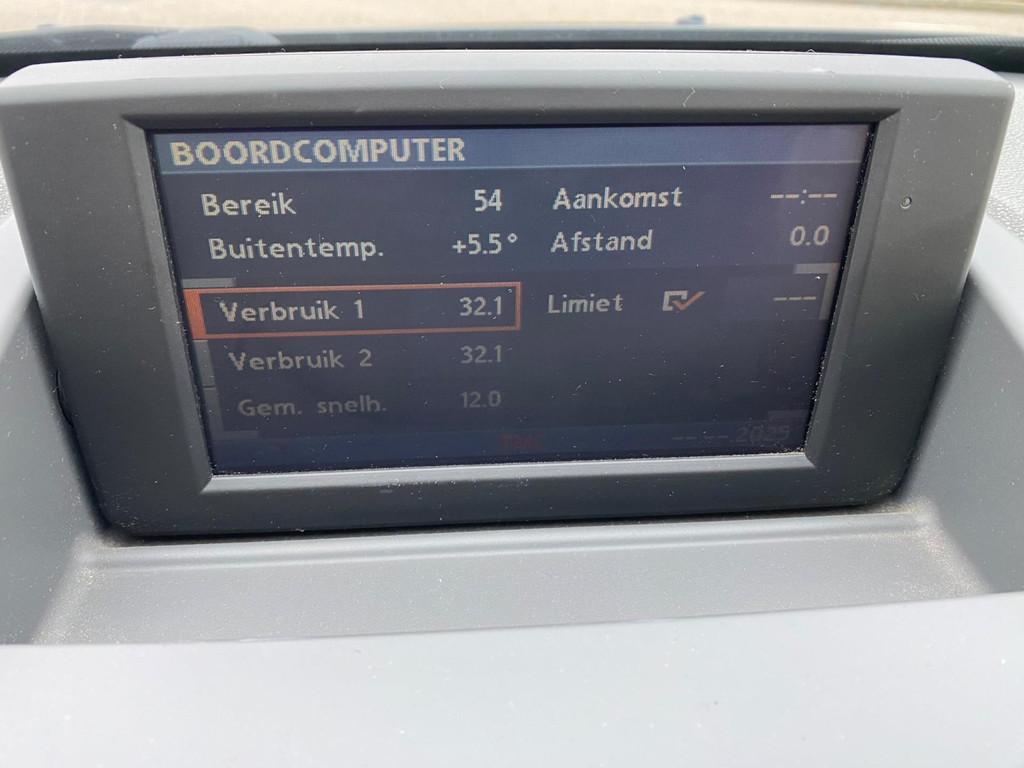 BOORDCOMPUTER
Bereik 54 Aankomst --:--
Buitentemp. +5.5° Afstand 0.0
Verbruik 1 32.1 Limiet ---
Verbruik 2 32.1
Gem. snelh. 12.0
-- --